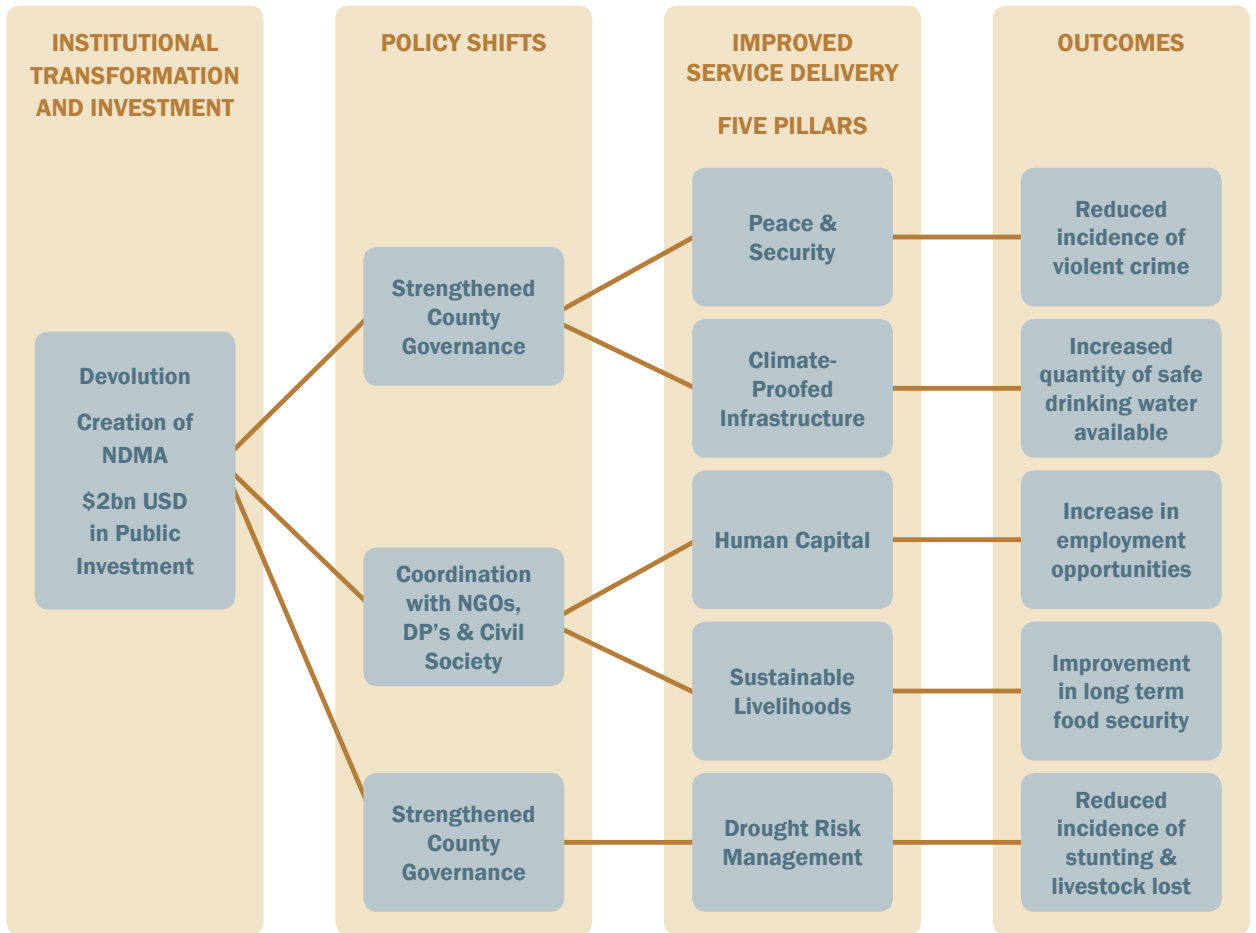 INSTITUTIONAL
TRANSFORMATION
AND INVESTMENT
Devolution
Creation of
NDMA
$2bn USD
in Public
Investment
POLICY SHIFTS
Strengthened
County
Governance
Coordination
with NGOs,
DP's & Civil
Society
Strengthened
County
Governance
IMPROVED
SERVICE DELIVERY
FIVE PILLARS
Peace &
Security
Climate-
Proofed
Infrastructure
Human Capital
Sustainable
Livelihoods
Drought Risk
Management
OUTCOMES
Reduced
incidence of
violent crime
Increased
quantity of safe
drinking water
available
Increase in
employment
opportunities
Improvement
in long term
food security
Reduced
incidence of
stunting &
livestock lost